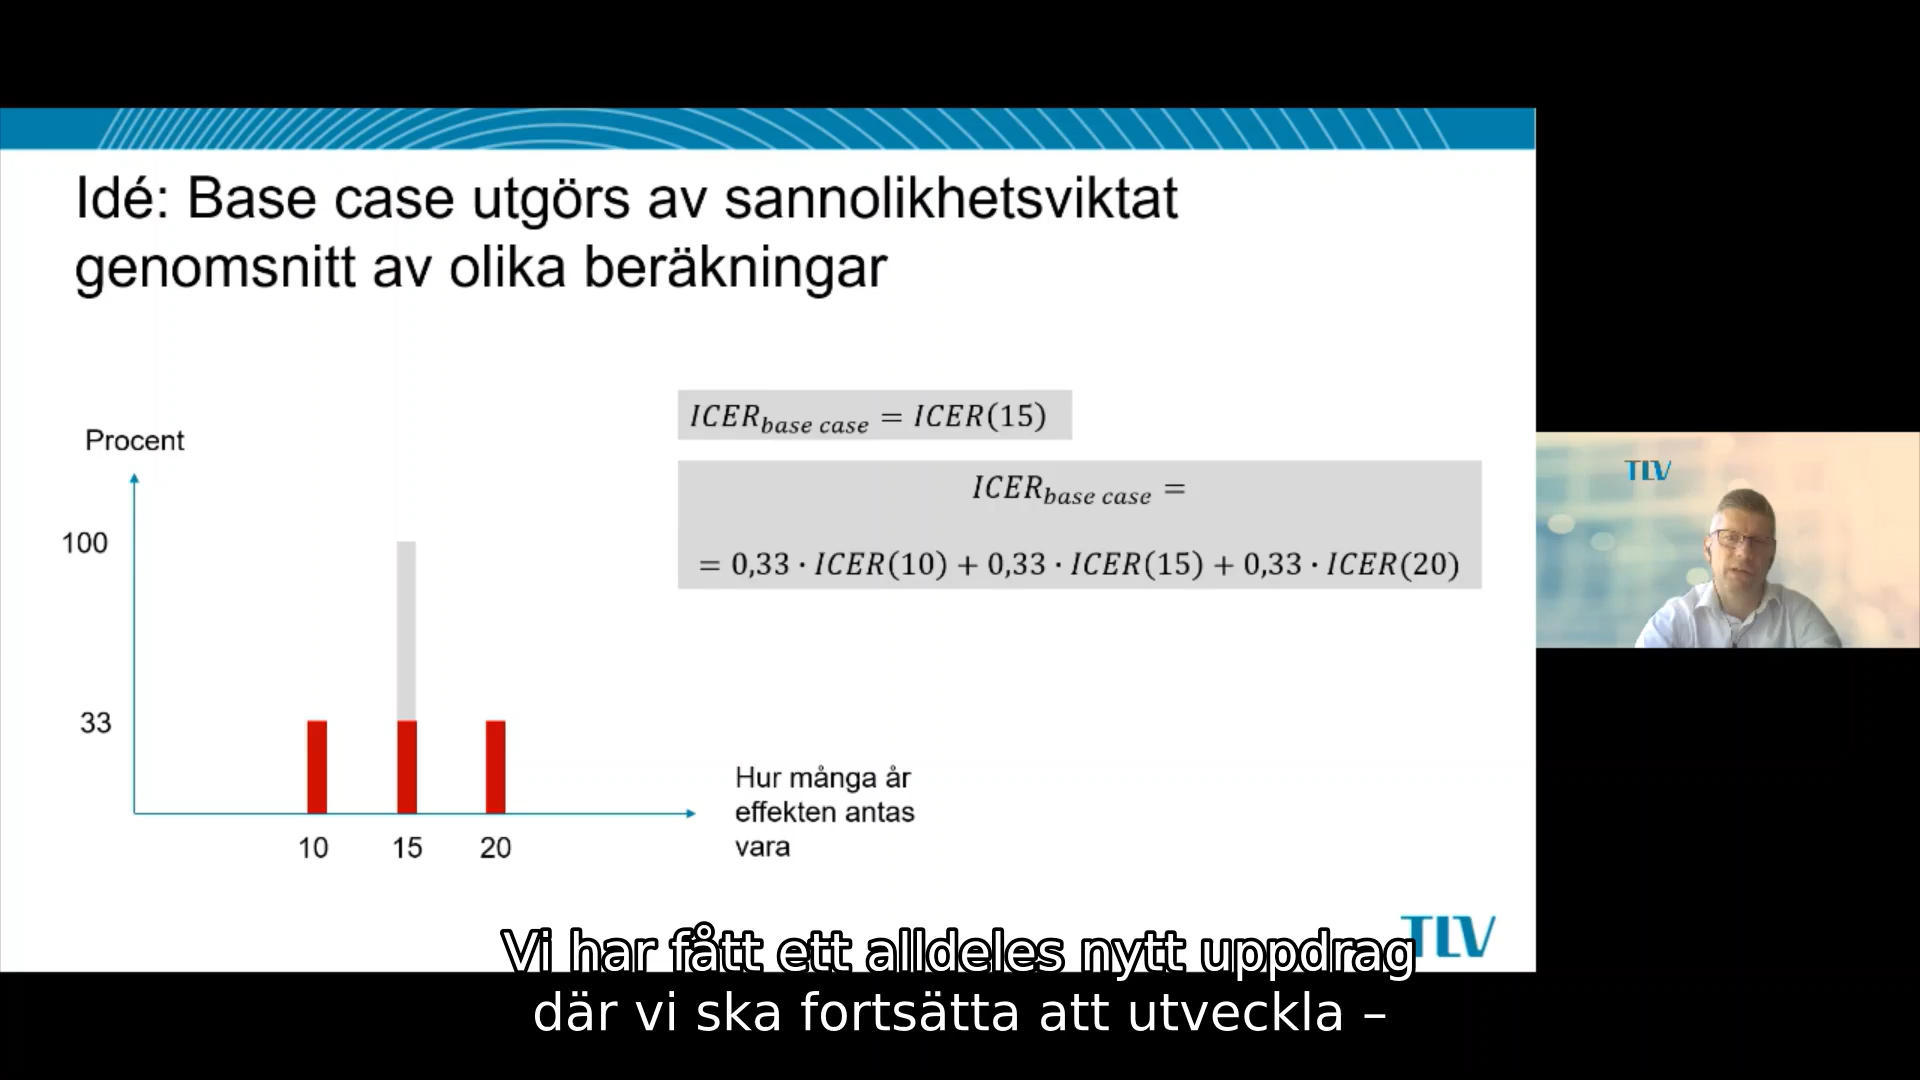 Idé: Base case utgörs av sannolikhetsviktat
genomsnitt av olika beräkningar
ICER_base case = ICER(15)
ICER_base case =
= 0,33 · ICER(10) + 0,33 · ICER(15) + 0,33 · ICER(20)
Procent
100
33
10 15 20
Hur många år
effekten antas
vara
TLV
TLV
Vi har fått ett alldeles nytt uppdrag
där vi ska fortsätta att utveckla –